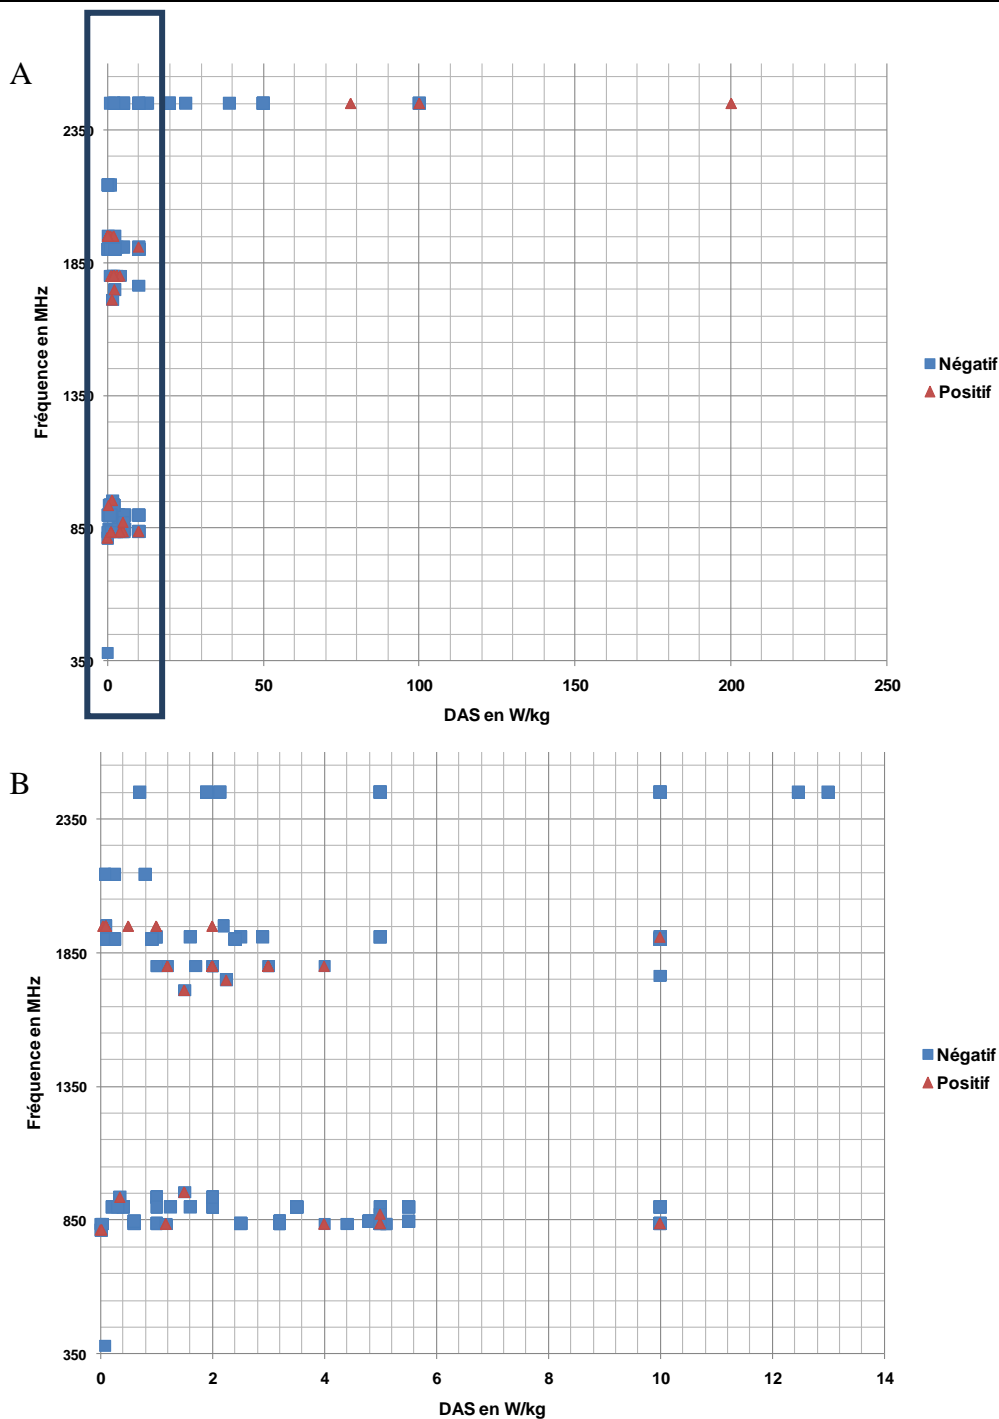 A
Fréquence en MHz
2350
1850
1350
850
350
0 50 100 150 200 250
DAS en W/kg
Négatif
Positif
B
Fréquence en MHz
2350
1850
1350
850
350
0 2 4 6 8 10 12 14
DAS en W/kg
Négatif
Positif